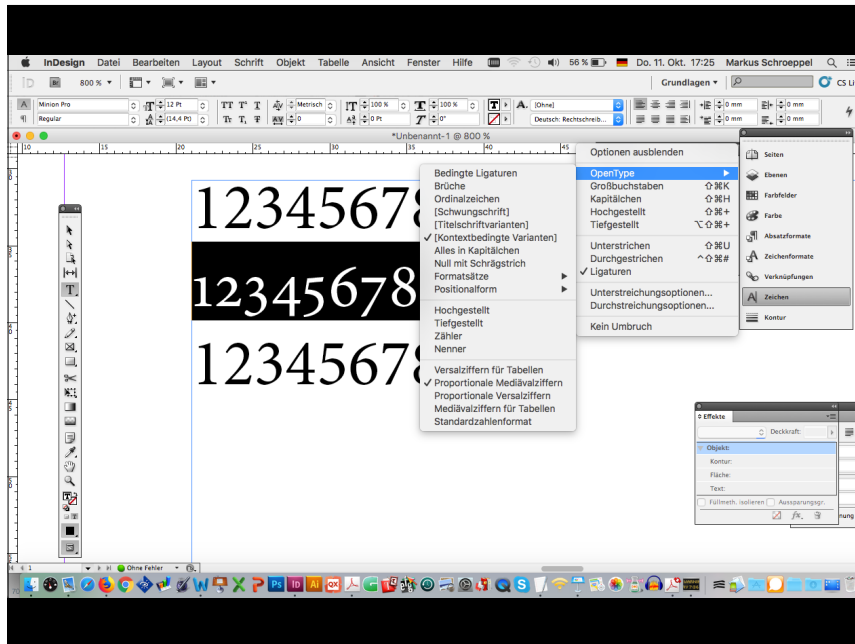 InDesign Datei Bearbeiten Layout Schrift Objekt Tabelle Ansicht Fenster Hilfe 56 % Do. 11. Okt. 17:25 Markus Schroeppel
800 % Grundlagen CS Li
Minion Pro 12 Pt Metrisch 100 % 100 % A. [Ohne] 0 mm 0 mm
Regular (14,4 Pt) 0 0 Pt 0° Deutsch: Rechtschreib... 0 mm 0 mm
*Unbenannt-1 @ 800 %
10 15 20 25 30 35 40 45
12345678
12345678
12345678
Optionen ausblenden
OpenType
Großbuchstaben ⇧⌘K
Kapitälchen ⇧⌘H
Hochgestellt ⇧⌘+
Tiefgestellt ⌥⇧⌘+
Unterstrichen ⇧⌘U
Durchgestrichen ^⇧⌘#
✓ Ligaturen
Unterstreichungsoptionen...
Durchstreichungsoptionen...
Kein Umbruch
Bedingte Ligaturen
Brüche
Ordinalzeichen
[Schwungschrift]
[Titelschriftvarianten]
✓ [Kontextbedingte Varianten]
Alles in Kapitälchen
Null mit Schrägstrich
Formatsätze
Positionalform
Hochgestellt
Tiefgestellt
Zähler
Nenner
Versalziffern für Tabellen
✓ Proportionale Mediävalziffern
Proportionale Versalziffern
Mediävalziffern für Tabellen
Standardzahlenformat
Seiten
Ebenen
Farbfelder
Farbe
Absatzformate
Zeichenformate
Verknüpfungen
Zeichen
Kontur
Effekte
Deckkraft:
Objekt:
Kontur:
Fläche:
Text:
Füllmeth. isolieren Aussparungsgr.
nung
1 Ohne Fehler